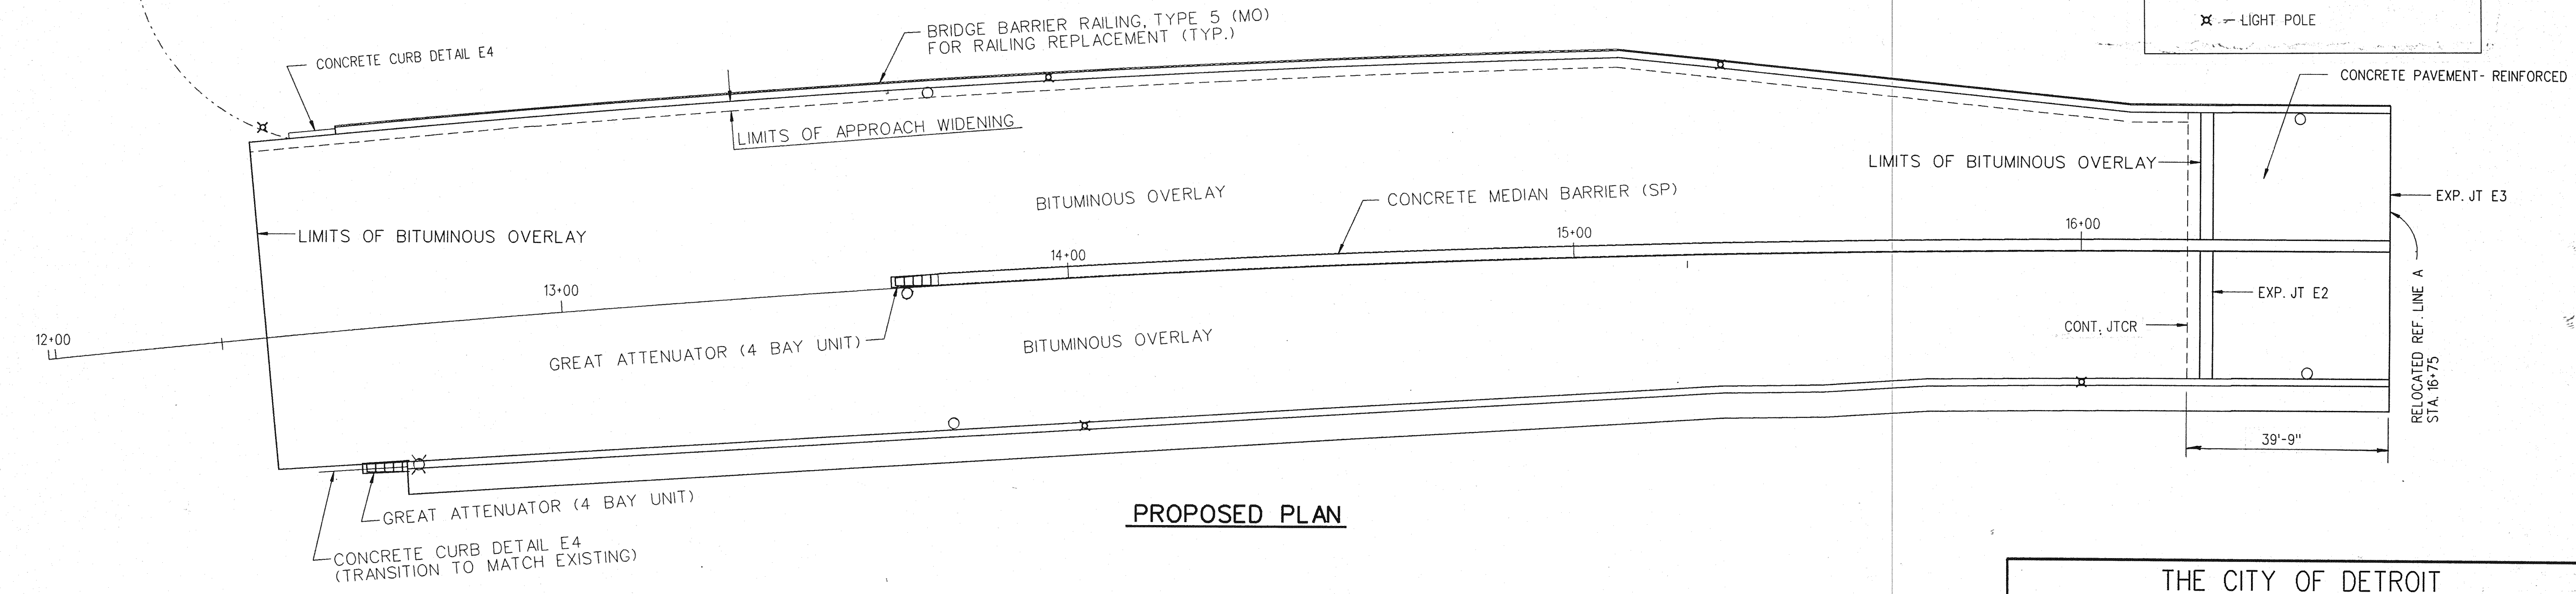 LIGHT POLE
BRIDGE BARRIER RAILING, TYPE 5 (MO)
FOR RAILING REPLACEMENT (TYP.)
CONCRETE CURB DETAIL E4
CONCRETE PAVEMENT- REINFORCED
LIMITS OF APPROACH WIDENING
LIMITS OF BITUMINOUS OVERLAY
BITUMINOUS OVERLAY
CONCRETE MEDIAN BARRIER (SP)
EXP. JT E3
LIMITS OF BITUMINOUS OVERLAY
12+00
13+00
14+00
15+00
16+00
EXP. JT E2
CONT. JTCR
RELOCATED REF. LINE A
STA. 16+75
GREAT ATTENUATOR (4 BAY UNIT)
BITUMINOUS OVERLAY
39'-9"
GREAT ATTENUATOR (4 BAY UNIT)
CONCRETE CURB DETAIL E4
(TRANSITION TO MATCH EXISTING)
PROPOSED PLAN
THE CITY OF DETROIT